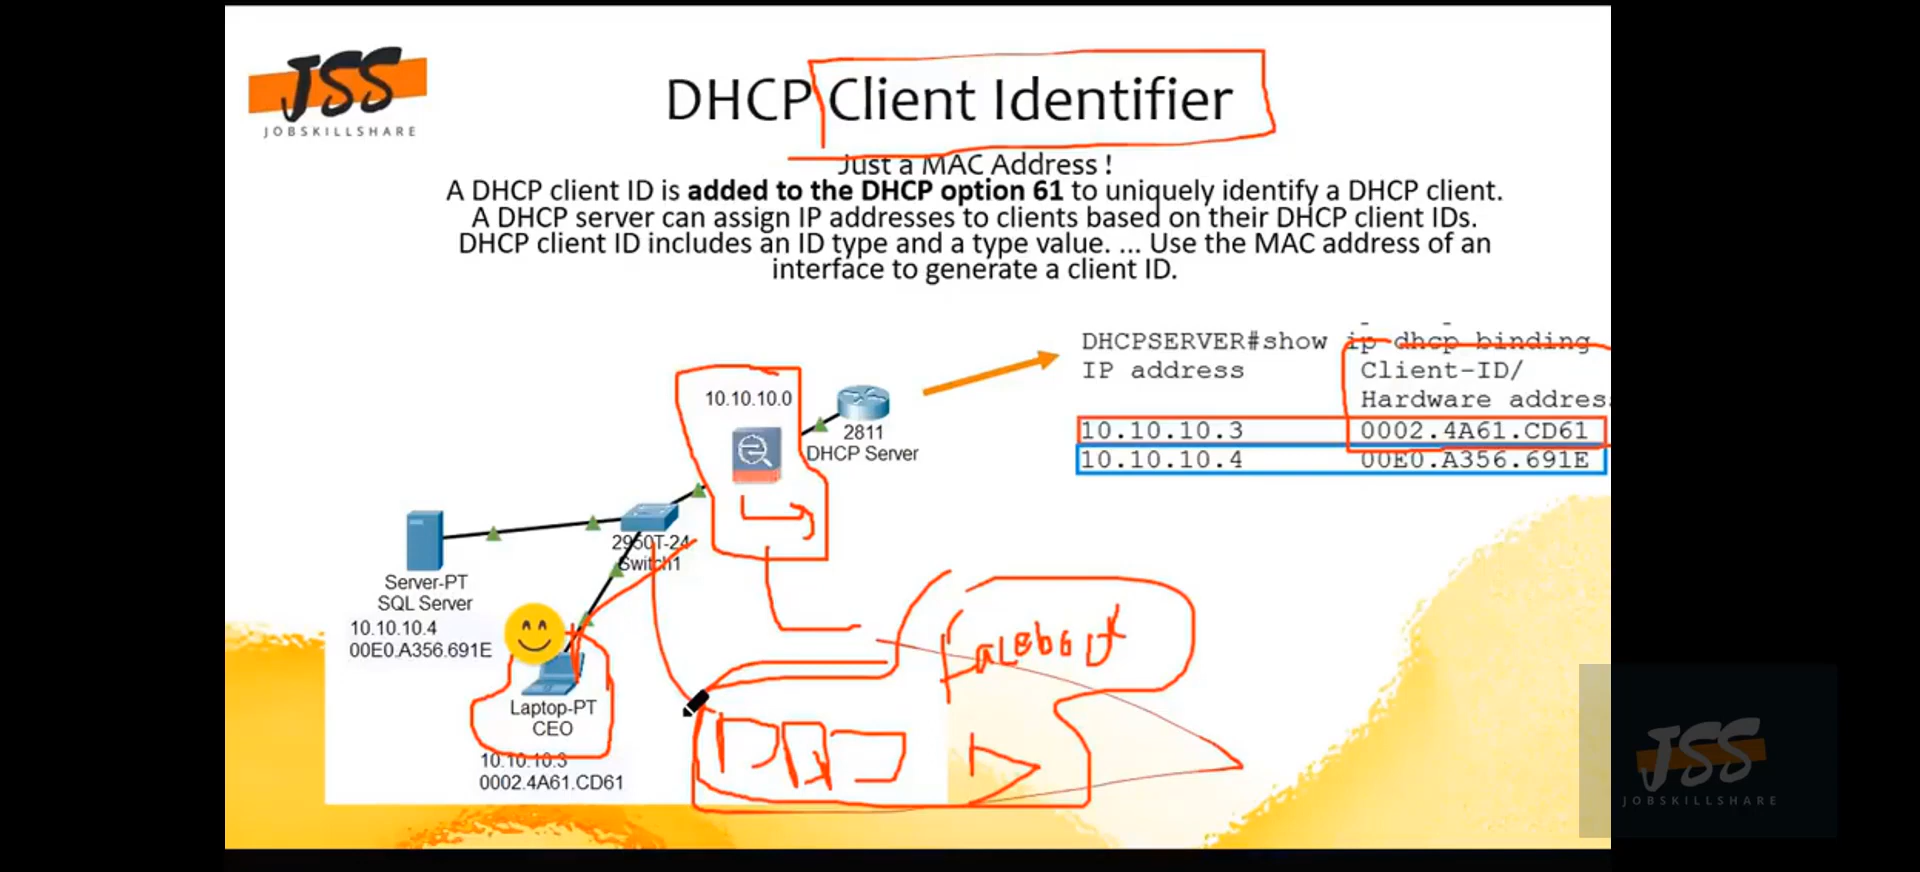 JSS
JOBSKILLSHARE
DHCP Client Identifier
Just a MAC Address !
A DHCP client ID is added to the DHCP option 61 to uniquely identify a DHCP client.
A DHCP server can assign IP addresses to clients based on their DHCP client IDs.
DHCP client ID includes an ID type and a type value. ... Use the MAC address of an
interface to generate a client ID.
DHCPSERVER#show ip dhcp binding
IP address Client-ID/
Hardware addres
10.10.10.3 0002.4A61.CD61
10.10.10.4 00E0.A356.691E
10.10.10.0
2811
DHCP Server
2950T-24
Switch1
Server-PT
SQL Server
10.10.10.4
00E0.A356.691E
Laptop-PT
CEO
10.10.10.3
0002.4A61.CD61
JSS
JOBSKILLSHARE